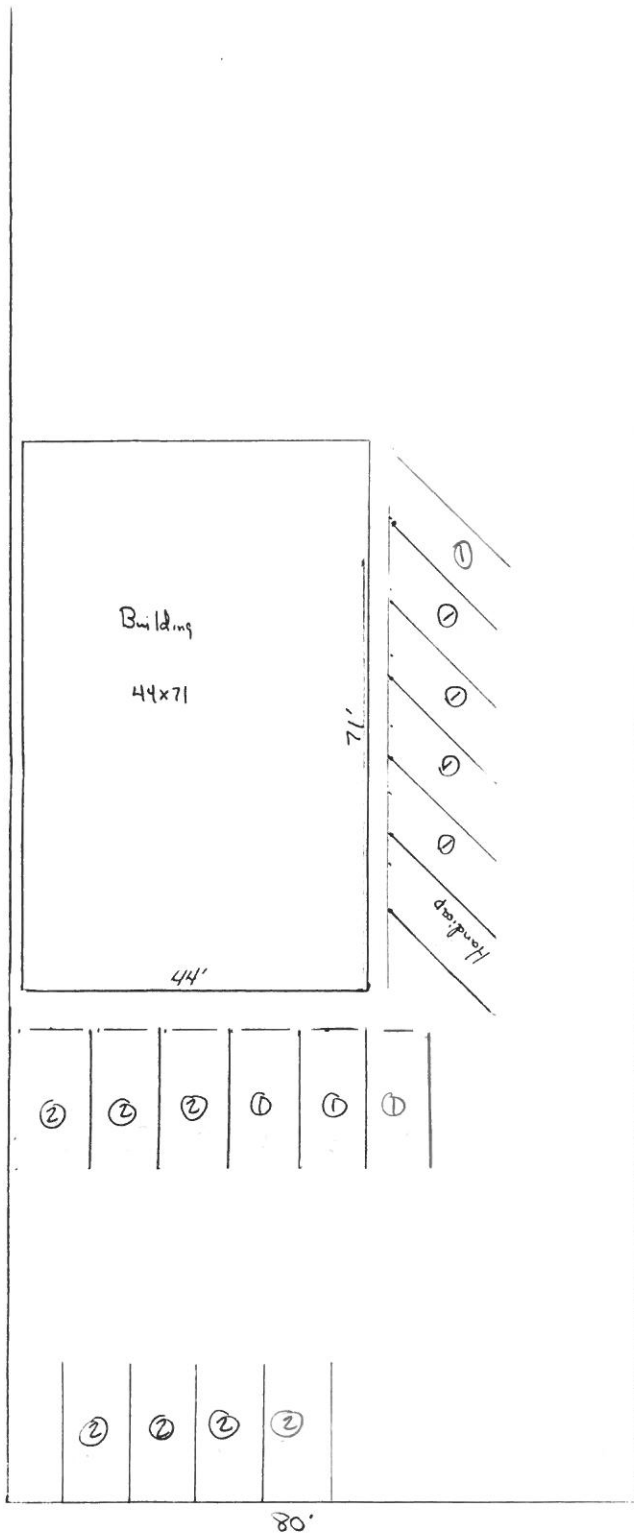 ①
①
Building
44x71
①
71'
①
①
Handicap
44'
② ② ② ① ① ①
② ② ② ②
80'